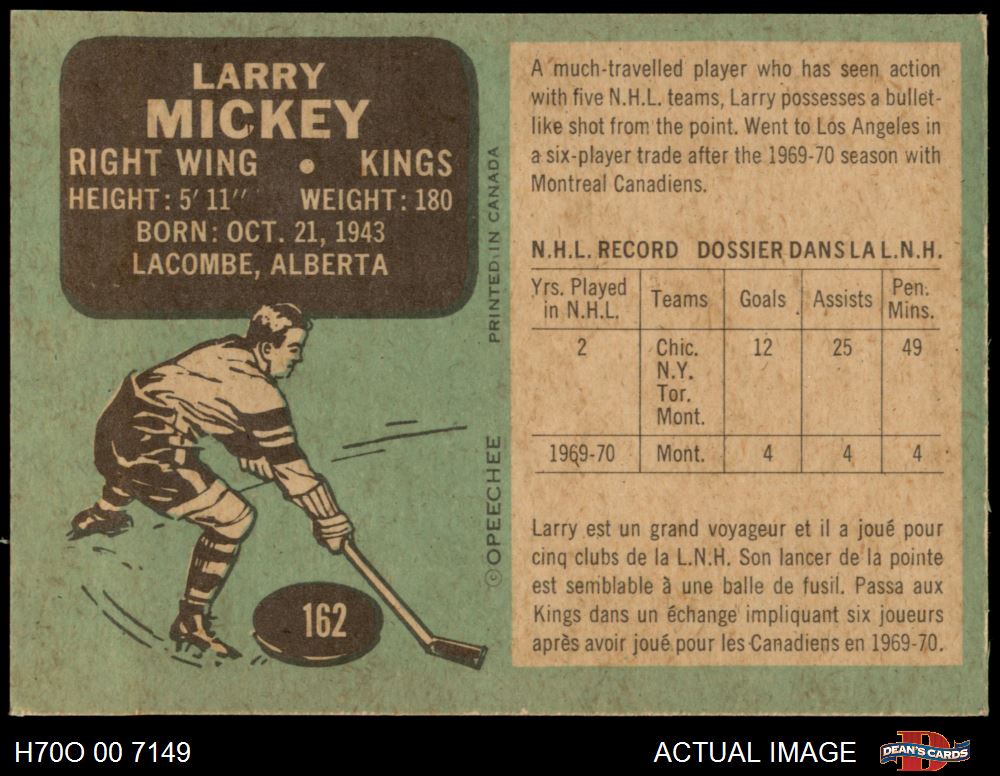 LARRY
MICKEY
RIGHT WING • KINGS
HEIGHT: 5' 11" WEIGHT: 180
BORN: OCT. 21, 1943
LACOMBE, ALBERTA
162
©OPEECHEE PRINTED IN CANADA
A much-travelled player who has seen action
with five N.H.L. teams, Larry possesses a bullet-
like shot from the point. Went to Los Angeles in
a six-player trade after the 1969-70 season with
Montreal Canadiens.
N.H.L. RECORD DOSSIER DANS LA L.N.H.
Yrs. Played in N.H.L. Teams Goals Assists Pen. Mins.
2 Chic. 12 25 49
N.Y.
Tor.
Mont.
1969-70 Mont. 4 4 4
Larry est un grand voyageur et il a joué pour
cinq clubs de la L.N.H. Son lancer de la pointe
est semblable à une balle de fusil. Passa aux
Kings dans un échange impliquant six joueurs
après avoir joué pour les Canadiens en 1969-70.
H70O 00 7149
ACTUAL IMAGE
D
DEAN'S CARDS